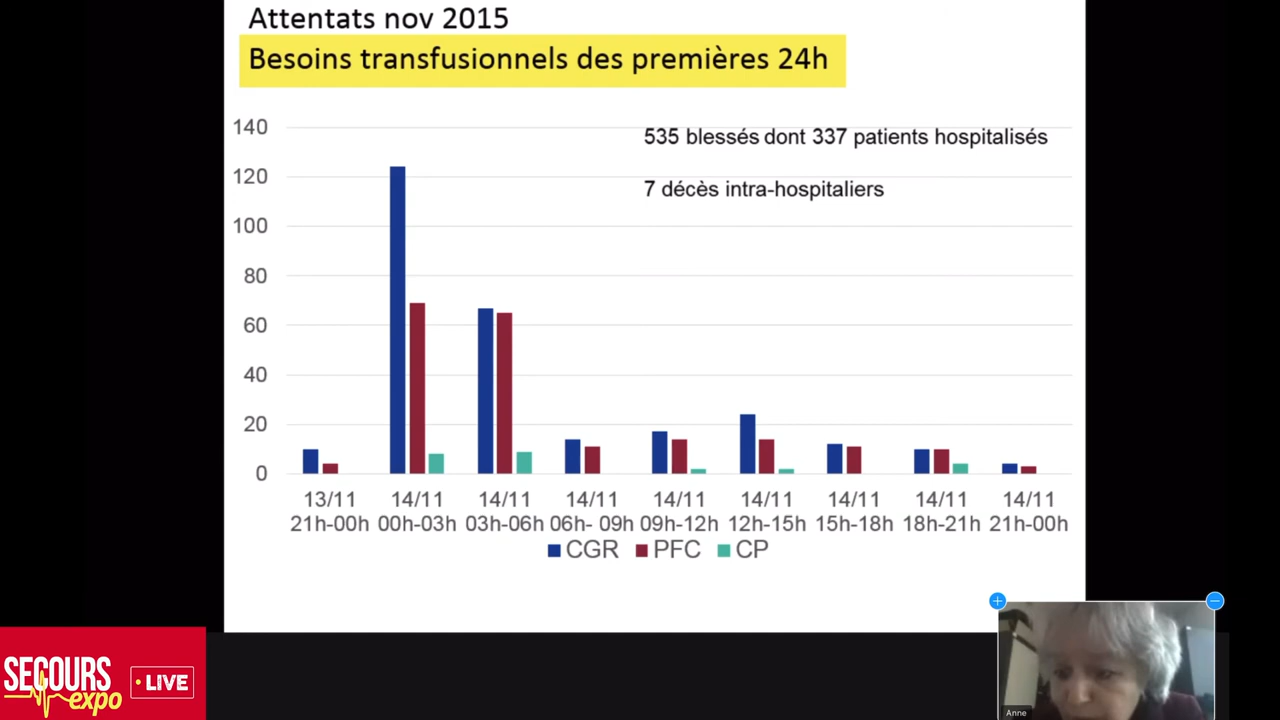 Attentats nov 2015
Besoins transfusionnels des premières 24h
140
535 blessés dont 337 patients hospitalisés
120
7 décès intra-hospitaliers
100
80
60
40
20
0
13/11 14/11 14/11 14/11 14/11 14/11 14/11 14/11 14/11
21h-00h 00h-03h 03h-06h 06h- 09h 09h-12h 12h-15h 15h-18h 18h-21h 21h-00h
CGR PFC CP
SECOURS
expo
LIVE
Anne